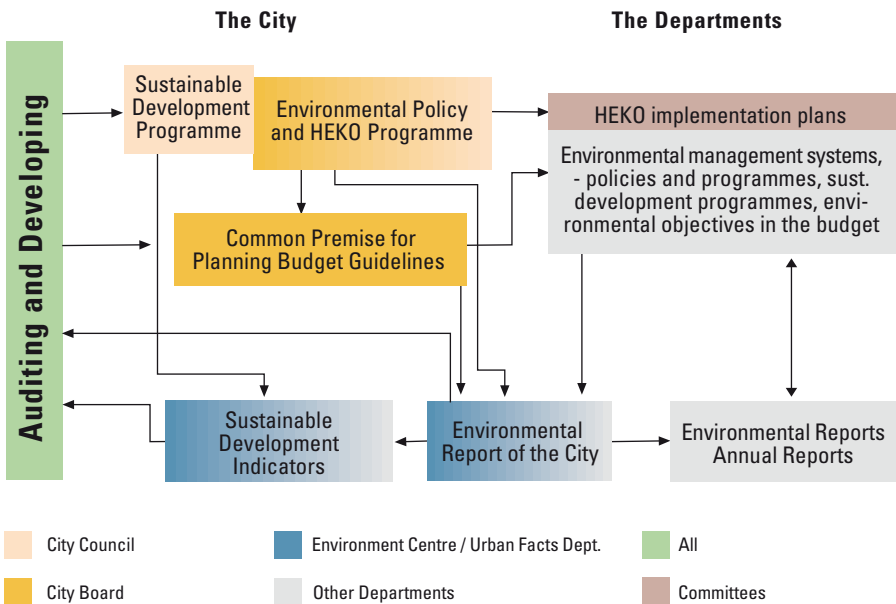 The City
The Departments
Auditing and Developing
Sustainable
Development
Programme
Environmental Policy
and HEKO Programme
HEKO implementation plans
Environmental management systems,
- policies and programmes, sust.
development programmes, envi-
ronmental objectives in the budget
Common Premise for
Planning Budget Guidelines
Sustainable
Development
Indicators
Environmental
Report of the City
Environmental Reports
Annual Reports
City Council
Environment Centre / Urban Facts Dept.
All
City Board
Other Departments
Committees